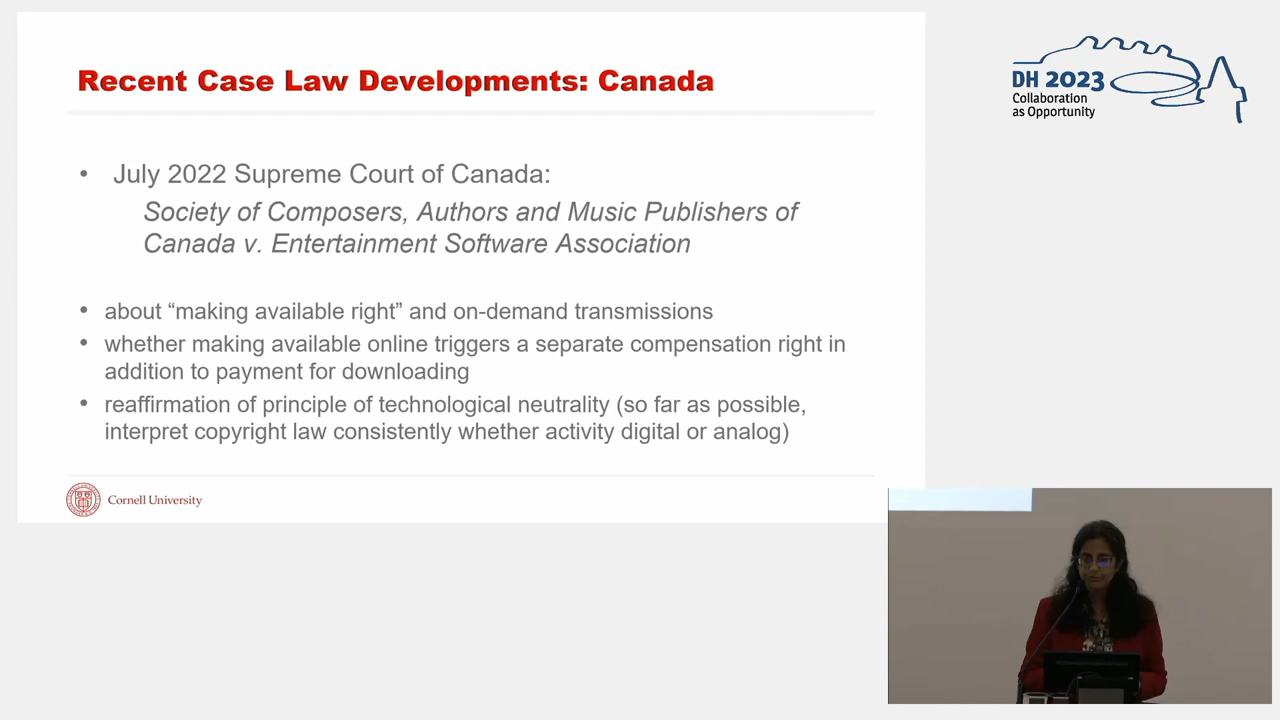 Recent Case Law Developments: Canada
DH 2023
Collaboration
as Opportunity
• July 2022 Supreme Court of Canada:
Society of Composers, Authors and Music Publishers of
Canada v. Entertainment Software Association
• about “making available right” and on-demand transmissions
• whether making available online triggers a separate compensation right in
addition to payment for downloading
• reaffirmation of principle of technological neutrality (so far as possible,
interpret copyright law consistently whether activity digital or analog)
Cornell University